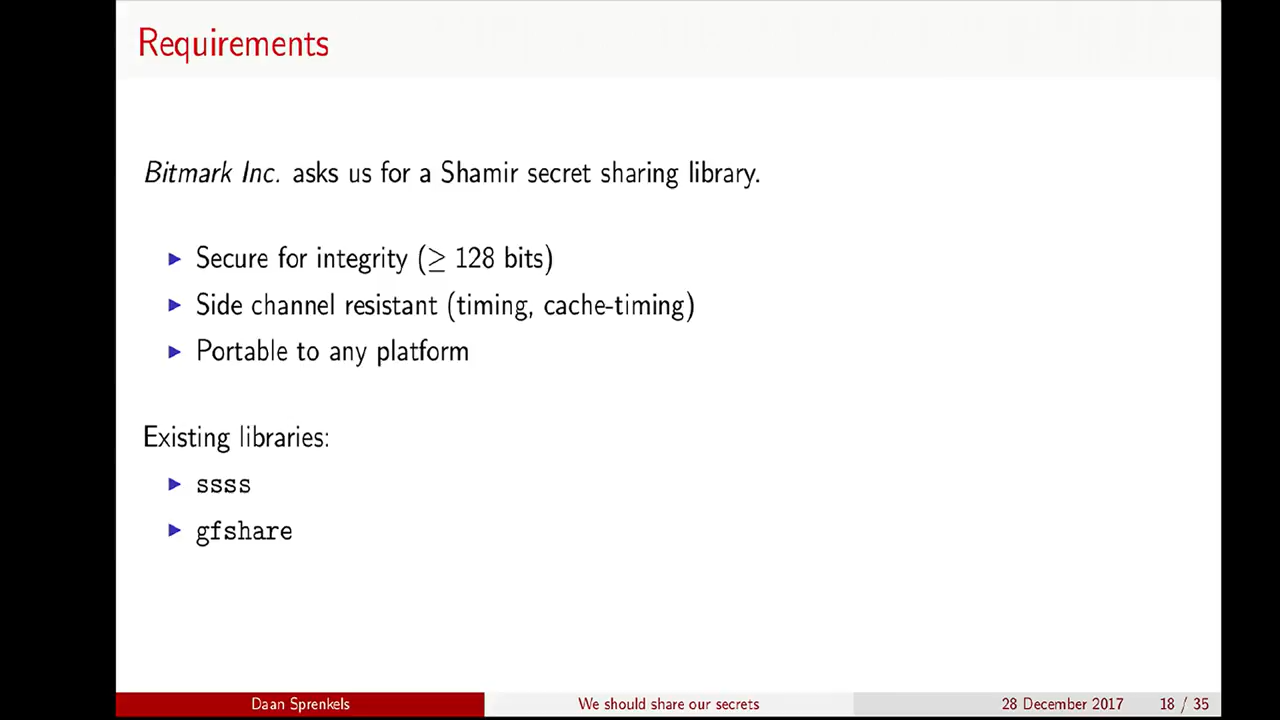 Requirements
Bitmark Inc. asks us for a Shamir secret sharing library.
▶ Secure for integrity (≥ 128 bits)
▶ Side channel resistant (timing, cache-timing)
▶ Portable to any platform
Existing libraries:
▶ ssss
▶ gfshare
Daan Sprenkels We should share our secrets 28 December 2017 18 / 35